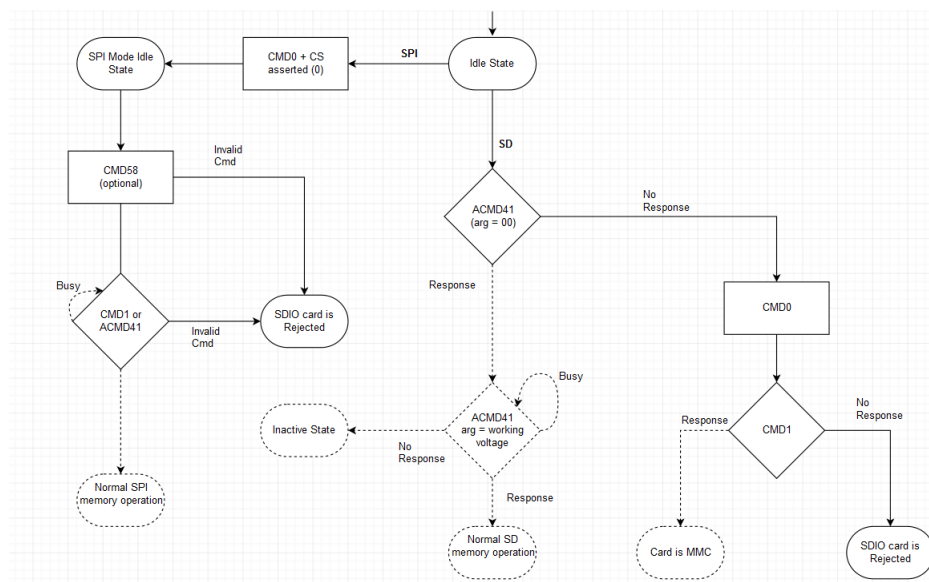 SPI Mode Idle
State
CMD0 + CS
asserted (0)
SPI
Idle State
SD
CMD58
(optional)
Invalid
Cmd
ACMD41
(arg = 00)
No
Response
Busy
CMD1 or
ACMD41
Invalid
Cmd
SDIO card is
Rejected
Response
CMD0
Inactive State
No
Response
ACMD41
arg = working
voltage
Busy
Response
CMD1
No
Response
Normal SPI
memory operation
Response
Normal SD
memory operation
Card is MMC
SDIO card is
Rejected